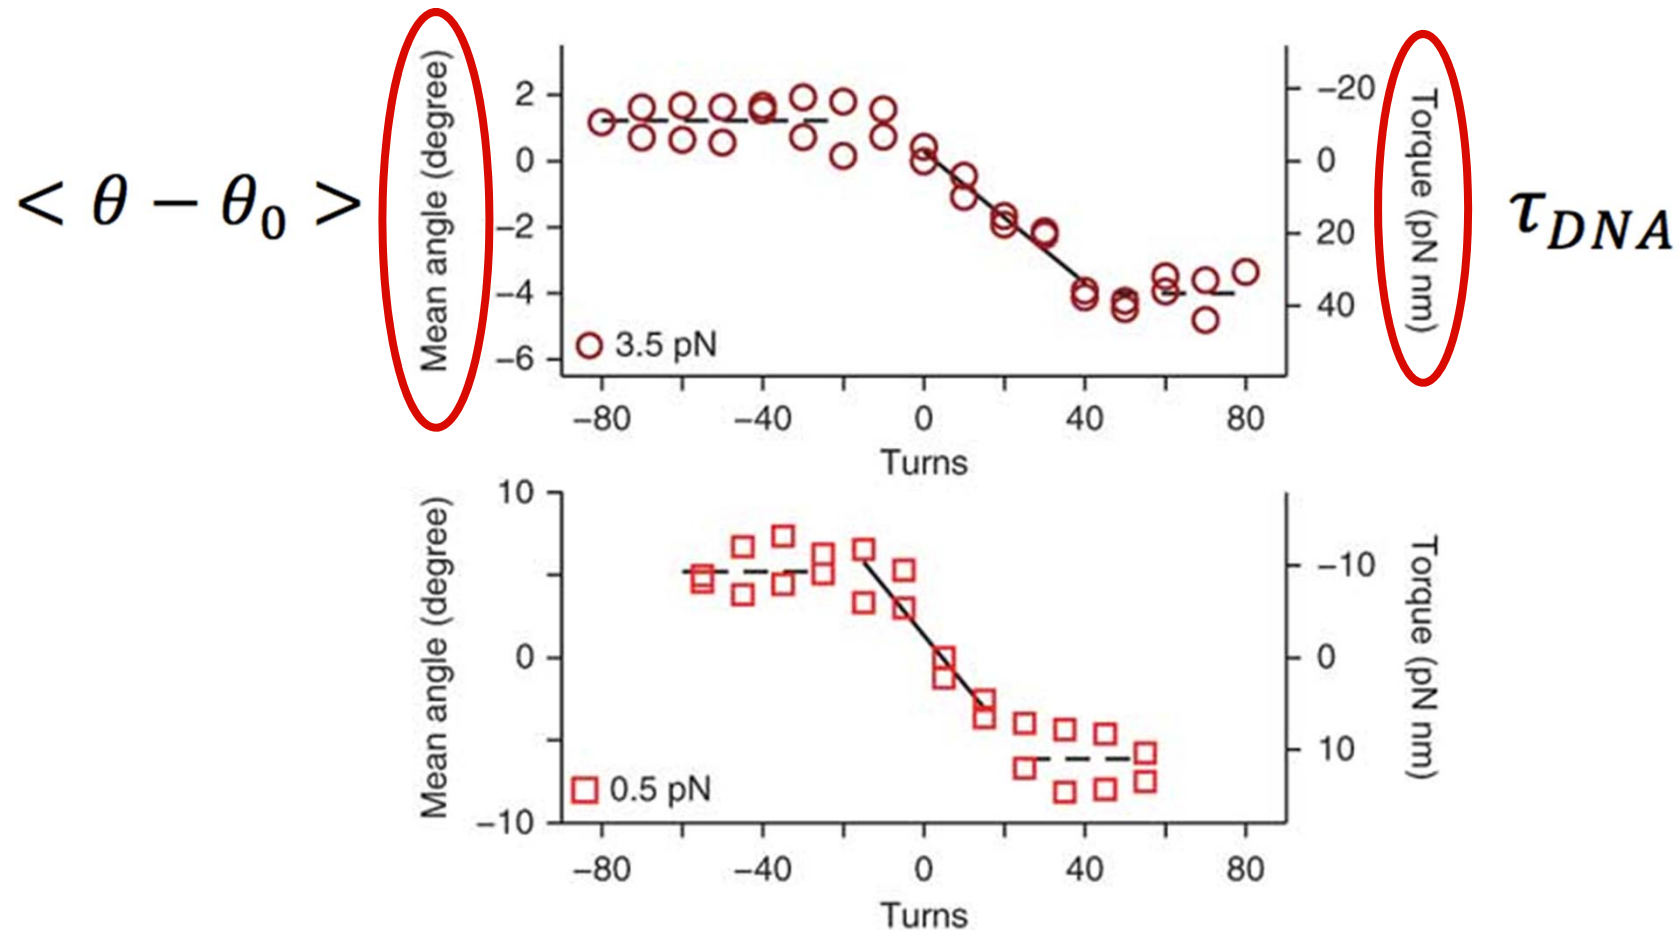 < θ − θ₀ >
Mean angle (degree)
2
0
−2
−4
−6
3.5 pN
−20
0
20
40
Torque (pN nm)
τ_DNA
−80 −40 0 40 80
Turns
Mean angle (degree)
10
0
−10
0.5 pN
−10
0
10
Torque (pN nm)
−80 −40 0 40 80
Turns